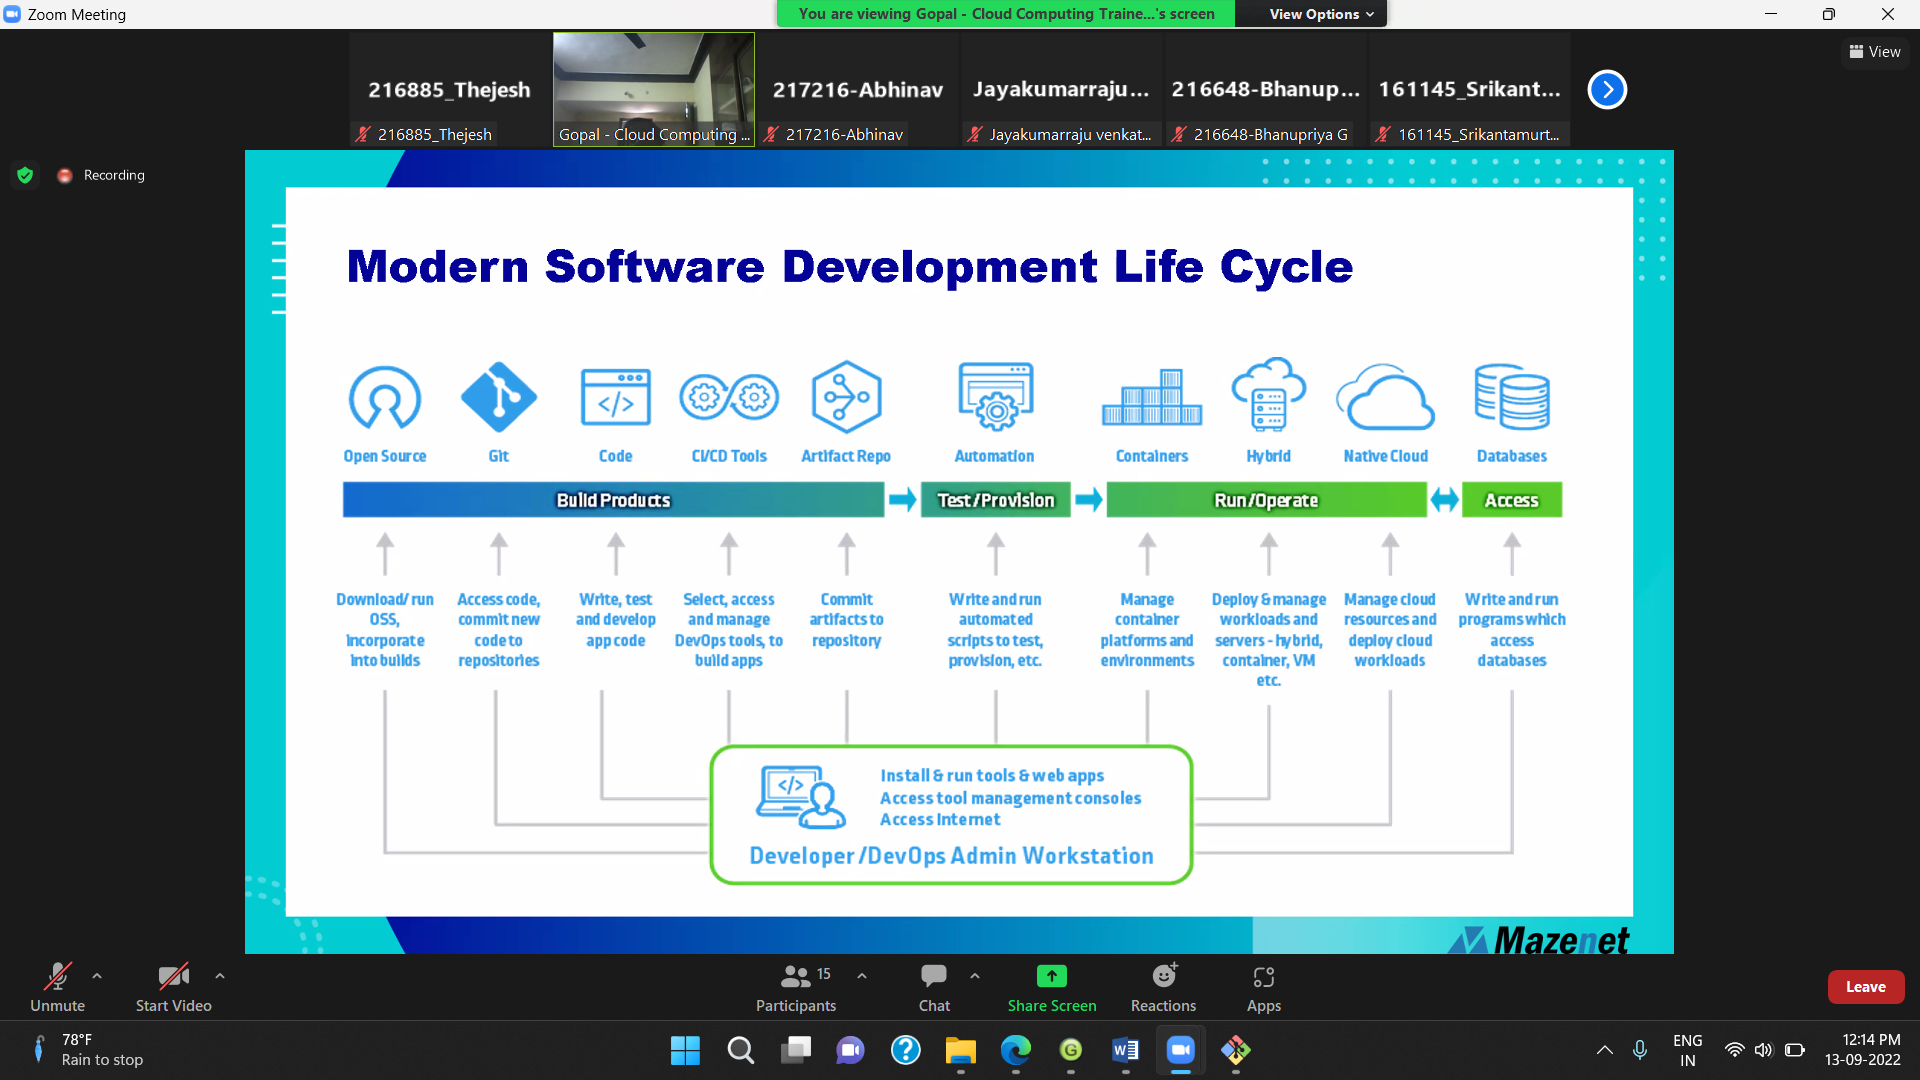 Zoom Meeting
You are viewing Gopal - Cloud Computing Traine...'s screen
View Options
View
216885_Thejesh
217216-Abhinav
Jayakumarraju...
216648-Bhanup...
161145_Srikant...
216885_Thejesh
Gopal - Cloud Computing ...
217216-Abhinav
Jayakumarraju venkat...
216648-Bhanupriya G
161145_Srikantamurt...
Recording
Modern Software Development Life Cycle
Open Source
Git
Code
CI/CD Tools
Artifact Repo
Automation
Containers
Hybrid
Native Cloud
Databases
Build Products
Test/Provision
Run/Operate
Access
Download/ run
OSS,
incorporate
into builds
Access code,
commit new
code to
repositories
Write, test
and develop
app code
Select, access
and manage
DevOps tools, to
build apps
Commit
artifacts to
repository
Write and run
automated
scripts to test,
provision, etc.
Manage
container
platforms and
environments
Deploy & manage
workloads and
servers - hybrid,
container, VM
etc.
Manage cloud
resources and
deploy cloud
workloads
Write and run
programs which
access
databases
Install & run tools & web apps
Access tool management consoles
Access Internet
Developer /DevOps Admin Workstation
Mazenet
Unmute
Start Video
15
Participants
Chat
Share Screen
Reactions
Apps
Leave
78°F
Rain to stop
ENG
IN
12:14 PM
13-09-2022